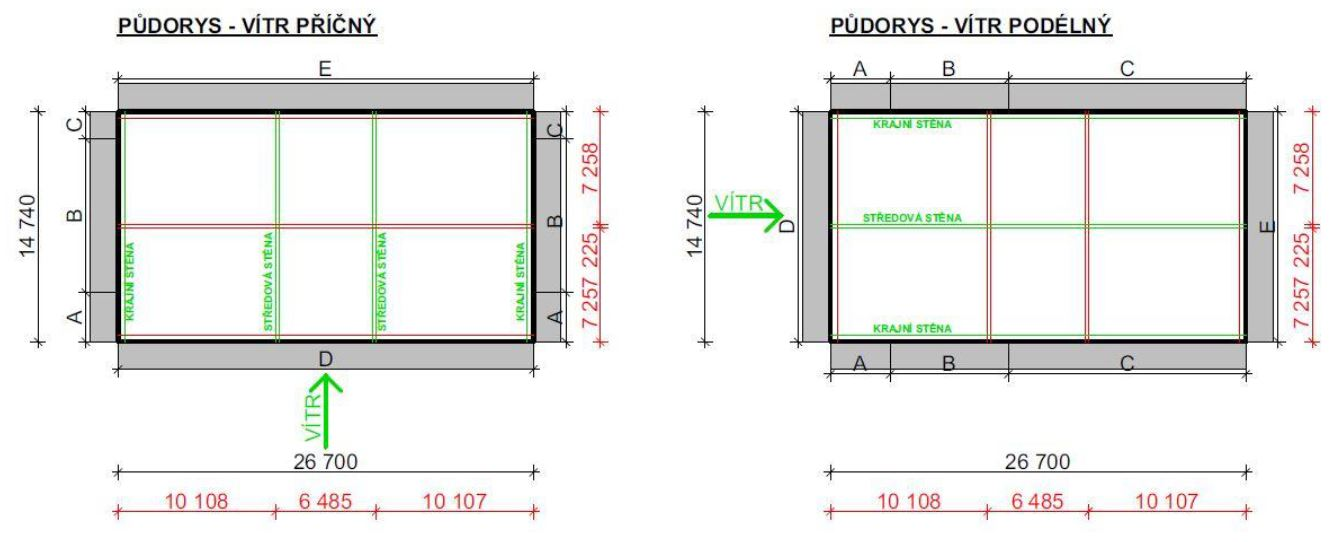 PŮDORYS - VÍTR PŘÍČNÝ
E
C
C
B
B
A
A
D
14 740
7 258
7 257
225
KRAJNÍ STĚNA
STŘEDOVÁ STĚNA
STŘEDOVÁ STĚNA
KRAJNÍ STĚNA
VÍTR
26 700
10 108
6 485
10 107
PŮDORYS - VÍTR PODÉLNÝ
A
B
C
KRAJNÍ STĚNA
14 740
VÍTR
D
STŘEDOVÁ STĚNA
E
7 258
7 257
225
KRAJNÍ STĚNA
A
B
C
26 700
10 108
6 485
10 107